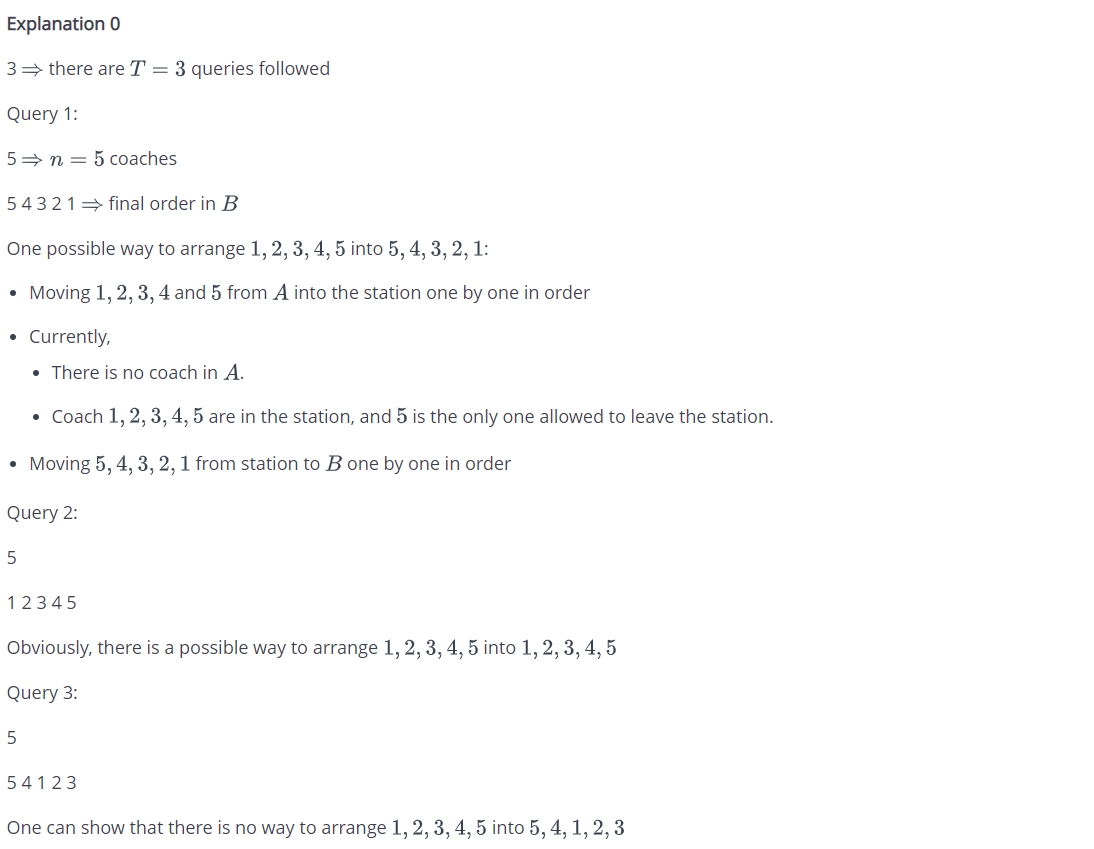 Explanation 0
3 ⇒ there are T = 3 queries followed
Query 1:
5 ⇒ n = 5 coaches
5 4 3 2 1 ⇒ final order in B
One possible way to arrange 1, 2, 3, 4, 5 into 5, 4, 3, 2, 1:
• Moving 1, 2, 3, 4 and 5 from A into the station one by one in order
• Currently,
• There is no coach in A.
• Coach 1, 2, 3, 4, 5 are in the station, and 5 is the only one allowed to leave the station.
• Moving 5, 4, 3, 2, 1 from station to B one by one in order
Query 2:
5
1 2 3 4 5
Obviously, there is a possible way to arrange 1, 2, 3, 4, 5 into 1, 2, 3, 4, 5
Query 3:
5
5 4 1 2 3
One can show that there is no way to arrange 1, 2, 3, 4, 5 into 5, 4, 1, 2, 3